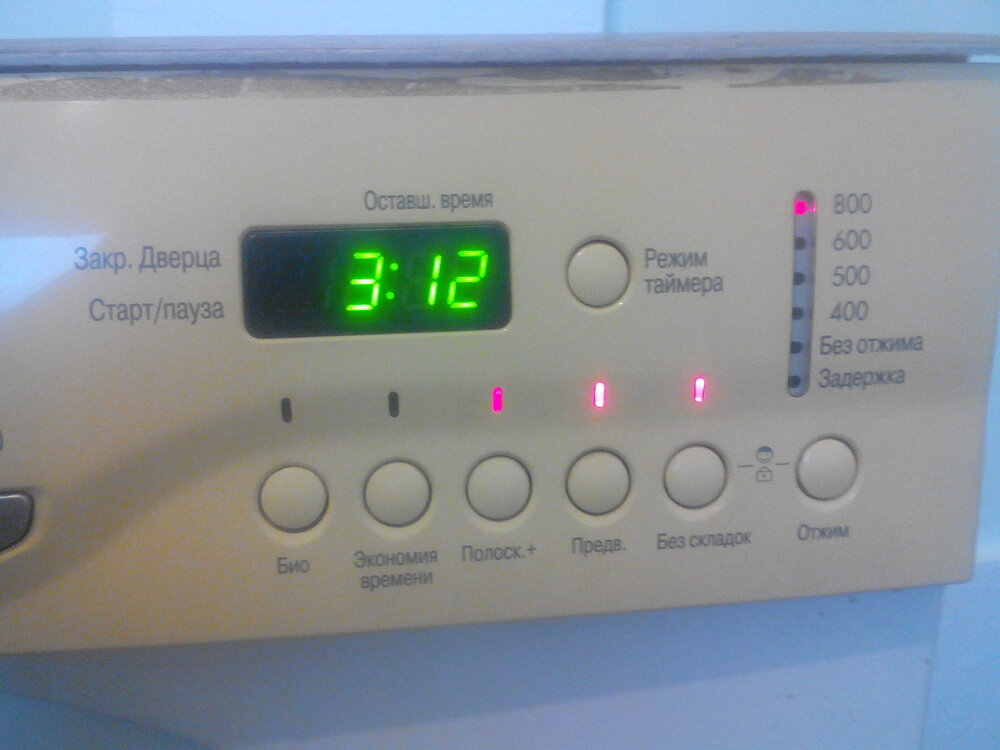 Оставш. время
Закр. Дверца
Старт/пауза
3:12
Режим
таймера
800
600
500
400
Без отжима
Задержка
Био
Экономия
времени
Полоск.+
Предв.
Без складок
Отжим